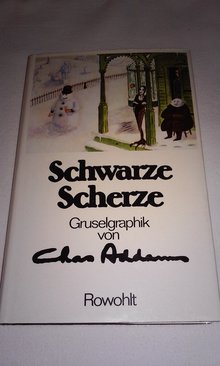 Schwarze
Scherze
Gruselgraphik
von
Chas Addams
Rowohlt